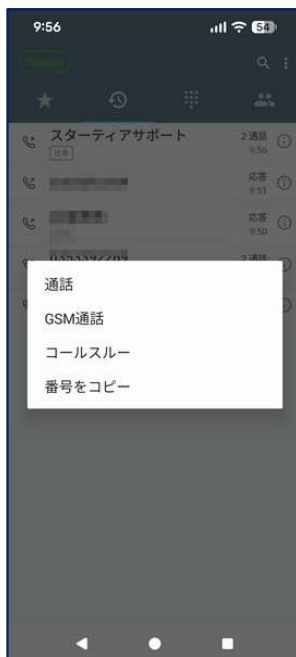 9:56
54
スターティアサポート
2通話
仕事
9:56
応答
9:51
応答
9:50
2通話
通話
GSM通話
コールスルー
番号をコピー